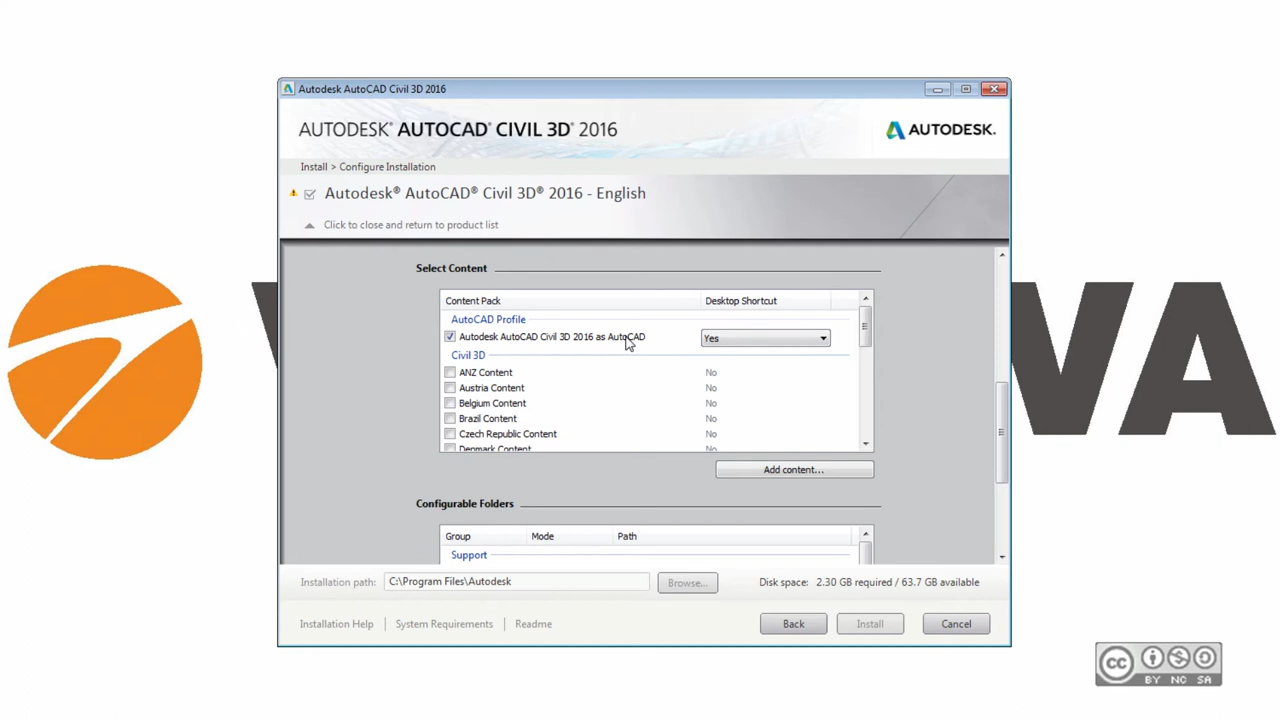 Autodesk AutoCAD Civil 3D 2016
AUTODESK® AUTOCAD® CIVIL 3D® 2016
AUTODESK.
Install > Configure Installation
Autodesk® AutoCAD® Civil 3D® 2016 - English
Click to close and return to product list
Select Content
Content Pack Desktop Shortcut
AutoCAD Profile
Autodesk AutoCAD Civil 3D 2016 as AutoCAD Yes
Civil 3D
ANZ Content No
Austria Content No
Belgium Content No
Brazil Content No
Czech Republic Content No
Denmark Content No
Add content...
Configurable Folders
Group Mode Path
Support
Installation path: C:\Program Files\Autodesk Browse... Disk space: 2.30 GB required / 63.7 GB available
Installation Help System Requirements Readme Back Install Cancel
WA
cc BY NC SA